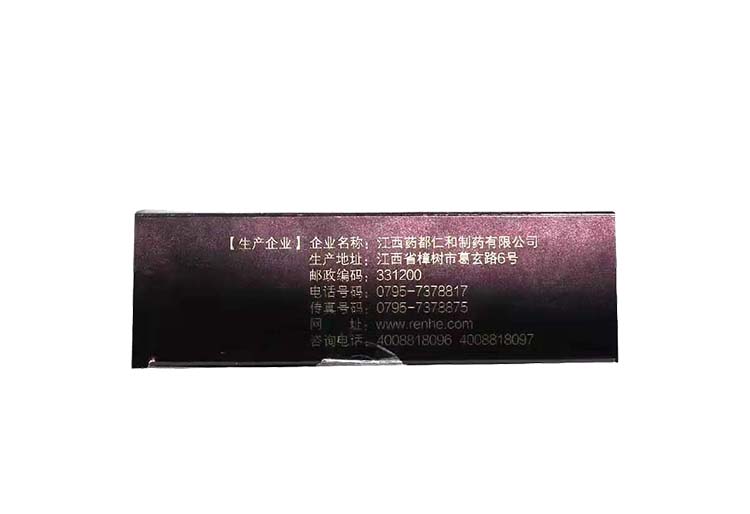 【生产企业】企业名称：江西药都仁和制药有限公司
生产地址：江西省樟树市葛玄路6号
邮政编码：331200
电话号码：0795-7378817
传真号码：0795-7378875
网　　址：www.renhe.com
咨询电话：4008818096 4008818097